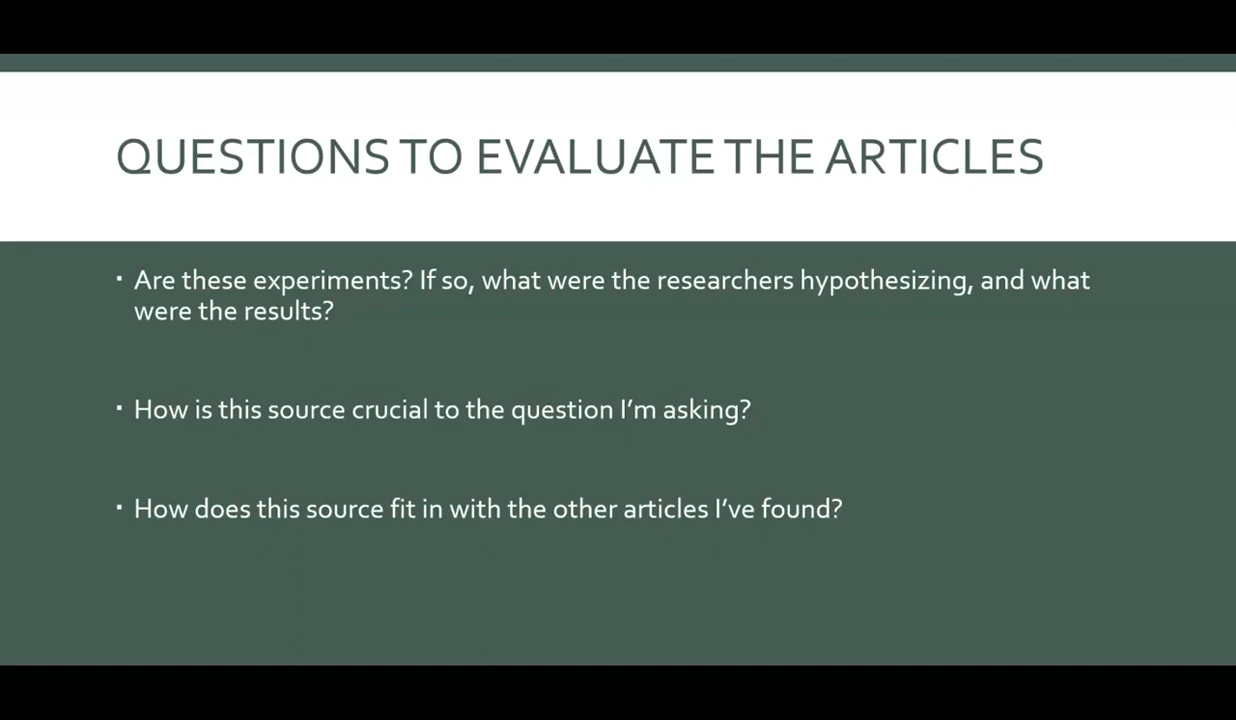 QUESTIONS TO EVALUATE THE ARTICLES
▪ Are these experiments? If so, what were the researchers hypothesizing, and what
were the results?
▪ How is this source crucial to the question I’m asking?
▪ How does this source fit in with the other articles I’ve found?